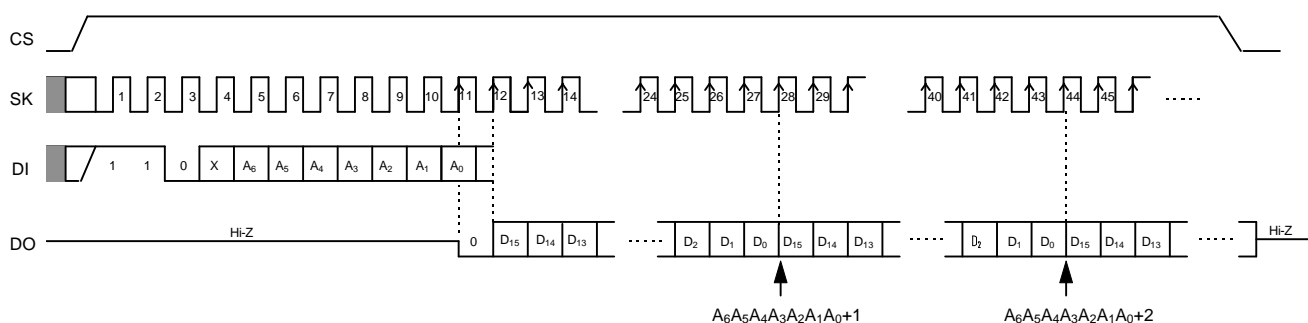 CS
SK 1 2 3 4 5 6 7 8 9 10 11 12 13 14 24 25 26 27 28 29 40 41 42 43 44 45
DI 1 1 0 X A6 A5 A4 A3 A2 A1 A0
DO Hi-Z 0 D15 D14 D13 D2 D1 D0 D15 D14 D13 D2 D1 D0 D15 D14 D13 Hi-Z
A6A5A4A3A2A1A0+1 A6A5A4A3A2A1A0+2